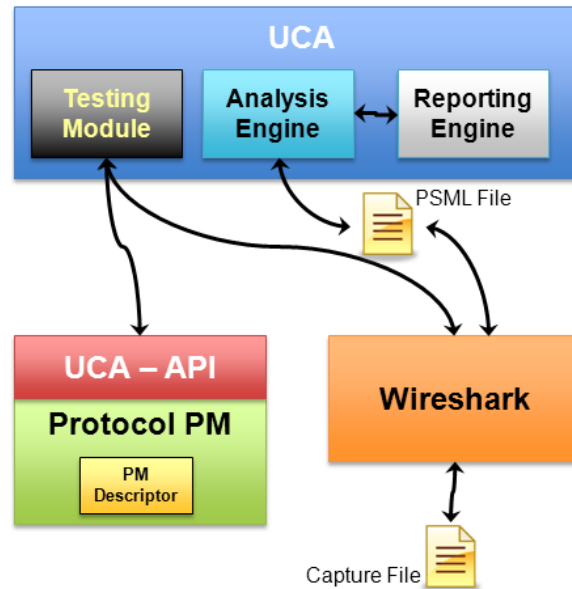 UCA
Testing
Module
Analysis
Engine
Reporting
Engine
PSML File
UCA – API
Protocol PM
PM
Descriptor
Wireshark
Capture File